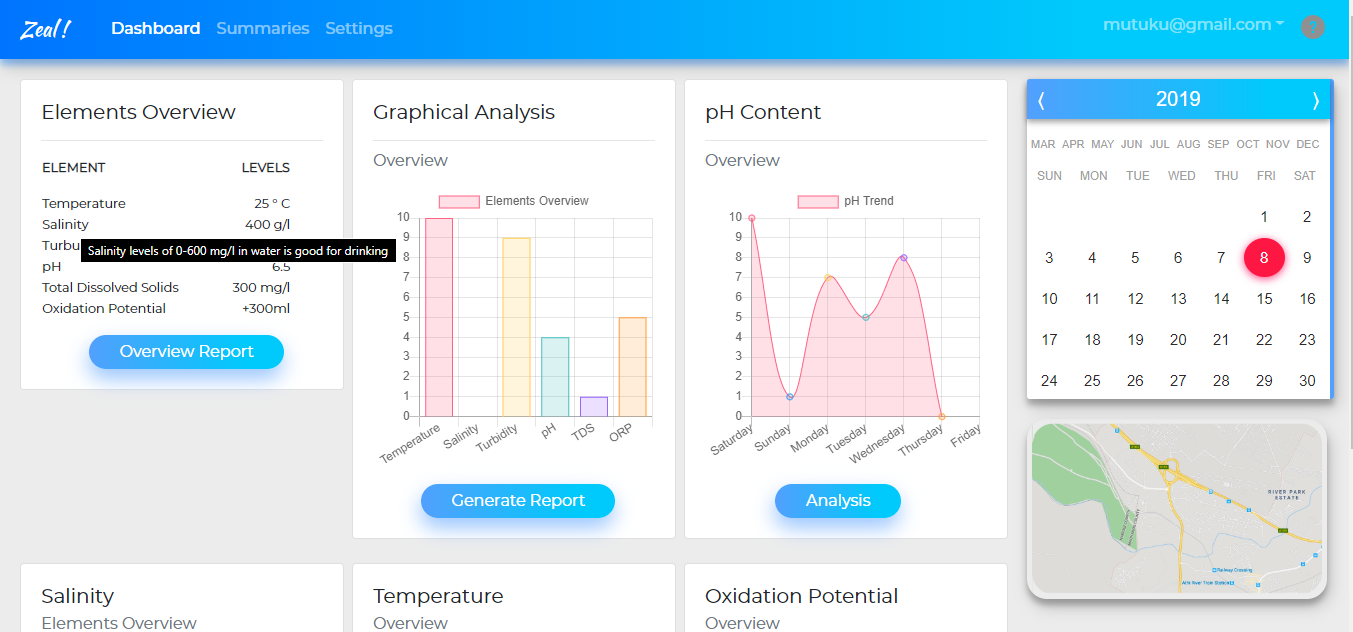 Zeal!
Dashboard Summaries Settings
mutuku@gmail.com
?
Elements Overview
ELEMENT LEVELS
Temperature 25 ° C
Salinity 400 g/l
Turbu
Salinity levels of 0-600 mg/l in water is good for drinking
pH 6.5
Total Dissolved Solids 300 mg/l
Oxidation Potential +300ml
Overview Report
Graphical Analysis
Overview
Elements Overview
10
9
8
7
6
5
4
3
2
1
0
Temperature Salinity Turbidity pH TDS ORP
Generate Report
pH Content
Overview
pH Trend
10
9
8
7
6
5
4
3
2
1
0
Saturday Sunday Monday Tuesday Wednesday Thursday Friday
Analysis
⟨ 2019 ⟩
MAR APR MAY JUN JUL AUG SEP OCT NOV DEC
SUN MON TUE WED THU FRI SAT
1 2
3 4 5 6 7 8 9
10 11 12 13 14 15 16
17 18 19 20 21 22 23
24 25 26 27 28 29 30
RIVER PARK
ESTATE
Railway Crossing
Athi River Train Station
Salinity
Elements Overview
Temperature
Overview
Oxidation Potential
Overview